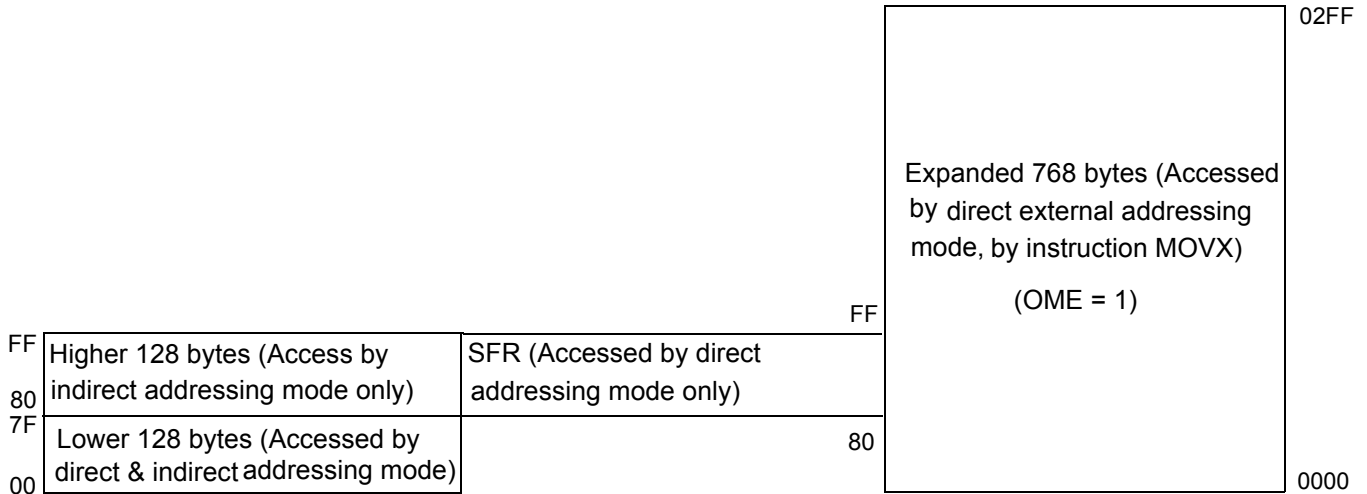 02FF
Expanded 768 bytes (Accessed
by direct external addressing
mode, by instruction MOVX)
(OME = 1)
FF
FF
Higher 128 bytes (Access by
indirect addressing mode only)
80
SFR (Accessed by direct
addressing mode only)
7F
Lower 128 bytes (Accessed by
direct & indirect addressing mode)
00
80
0000